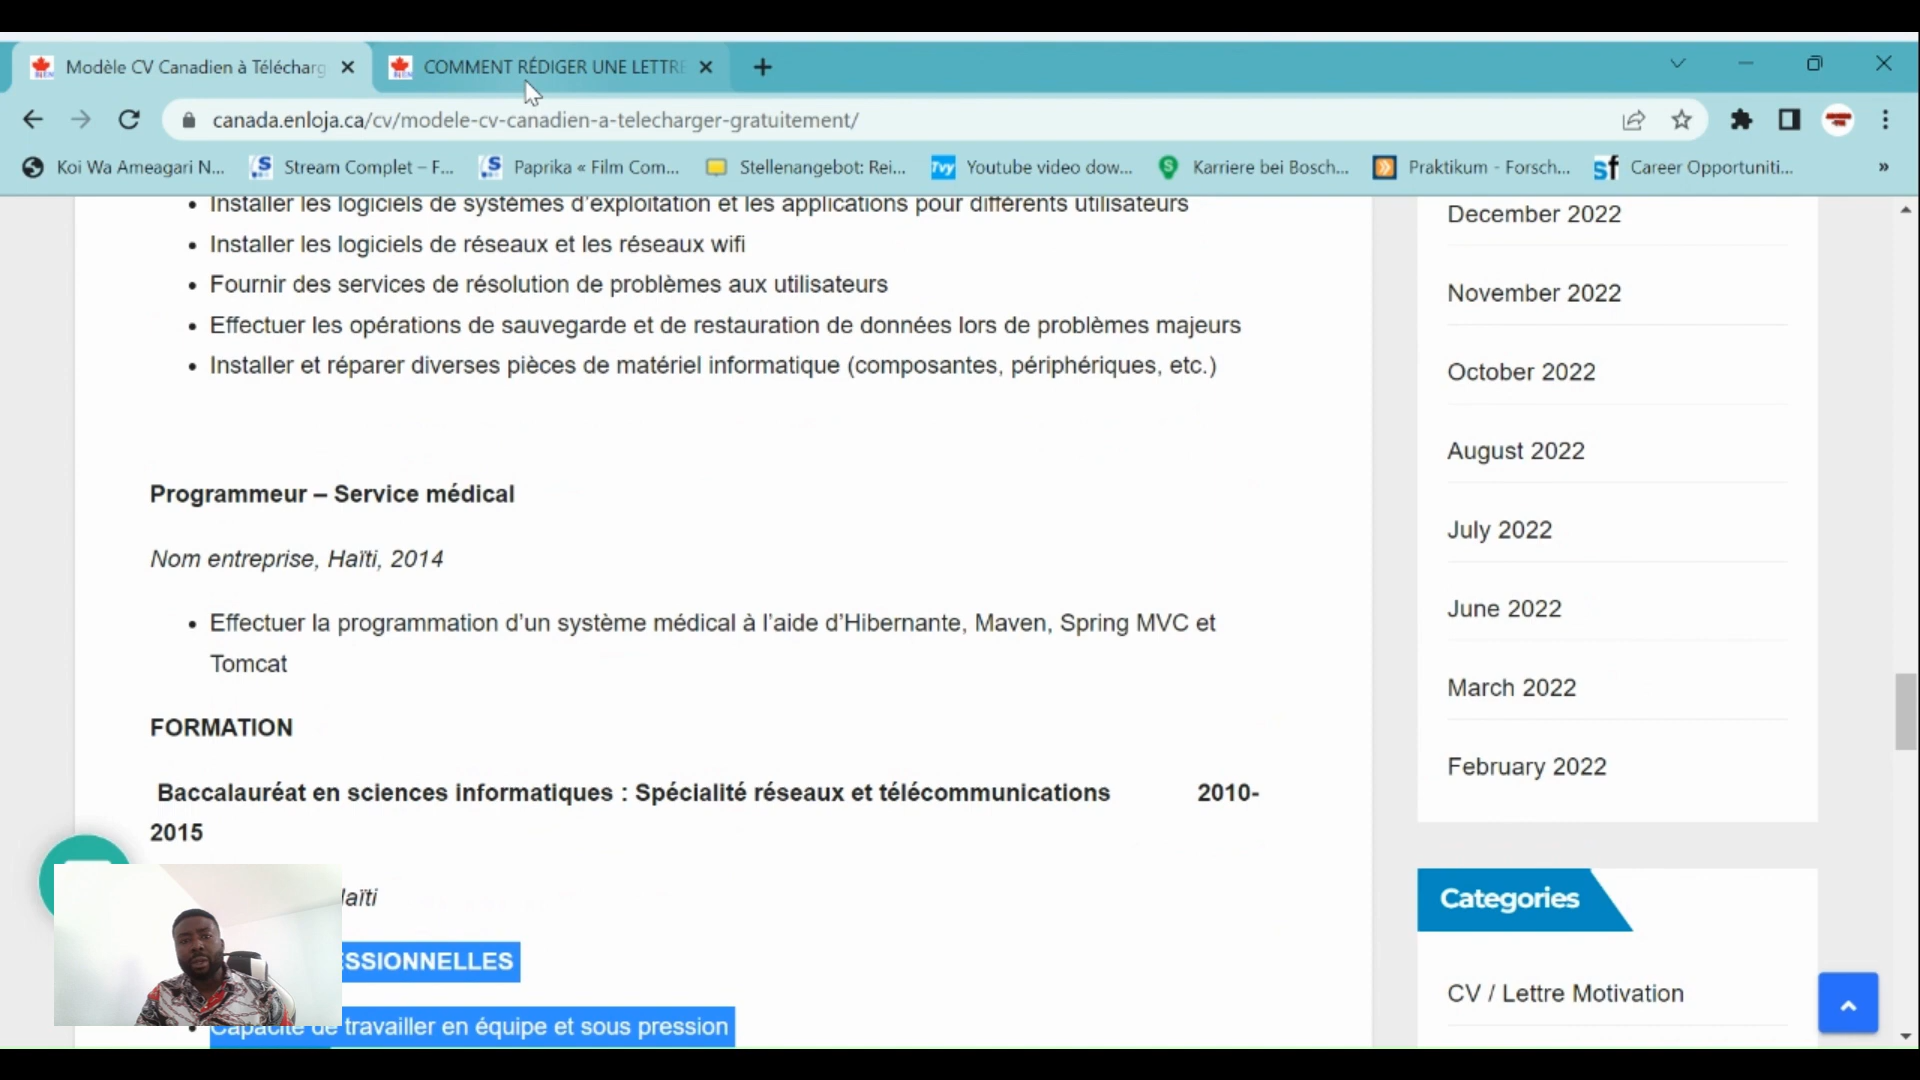 Modèle CV Canadien à Télécharg
COMMENT RÉDIGER UNE LETTRE
canada.enloja.ca/cv/modele-cv-canadien-a-telecharger-gratuitement/
Koi Wa Ameagari N...
Stream Complet – F...
Paprika « Film Com...
Stellenangebot: Rei...
Tvy
Youtube video dow...
Karriere bei Bosch...
Praktikum - Forsch...
sf
Career Opportuniti...
»
• Installer les logiciels de systèmes d'exploitation et les applications pour différents utilisateurs
• Installer les logiciels de réseaux et les réseaux wifi
• Fournir des services de résolution de problèmes aux utilisateurs
• Effectuer les opérations de sauvegarde et de restauration de données lors de problèmes majeurs
• Installer et réparer diverses pièces de matériel informatique (composantes, périphériques, etc.)
Programmeur – Service médical
Nom entreprise, Haïti, 2014
• Effectuer la programmation d'un système médical à l'aide d'Hibernante, Maven, Spring MVC et
Tomcat
FORMATION
Baccalauréat en sciences informatiques : Spécialité réseaux et télécommunications 2010-
2015
Haïti
ESSIONNELLES
• Capacité de travailler en équipe et sous pression
December 2022
November 2022
October 2022
August 2022
July 2022
June 2022
March 2022
February 2022
Categories
CV / Lettre Motivation